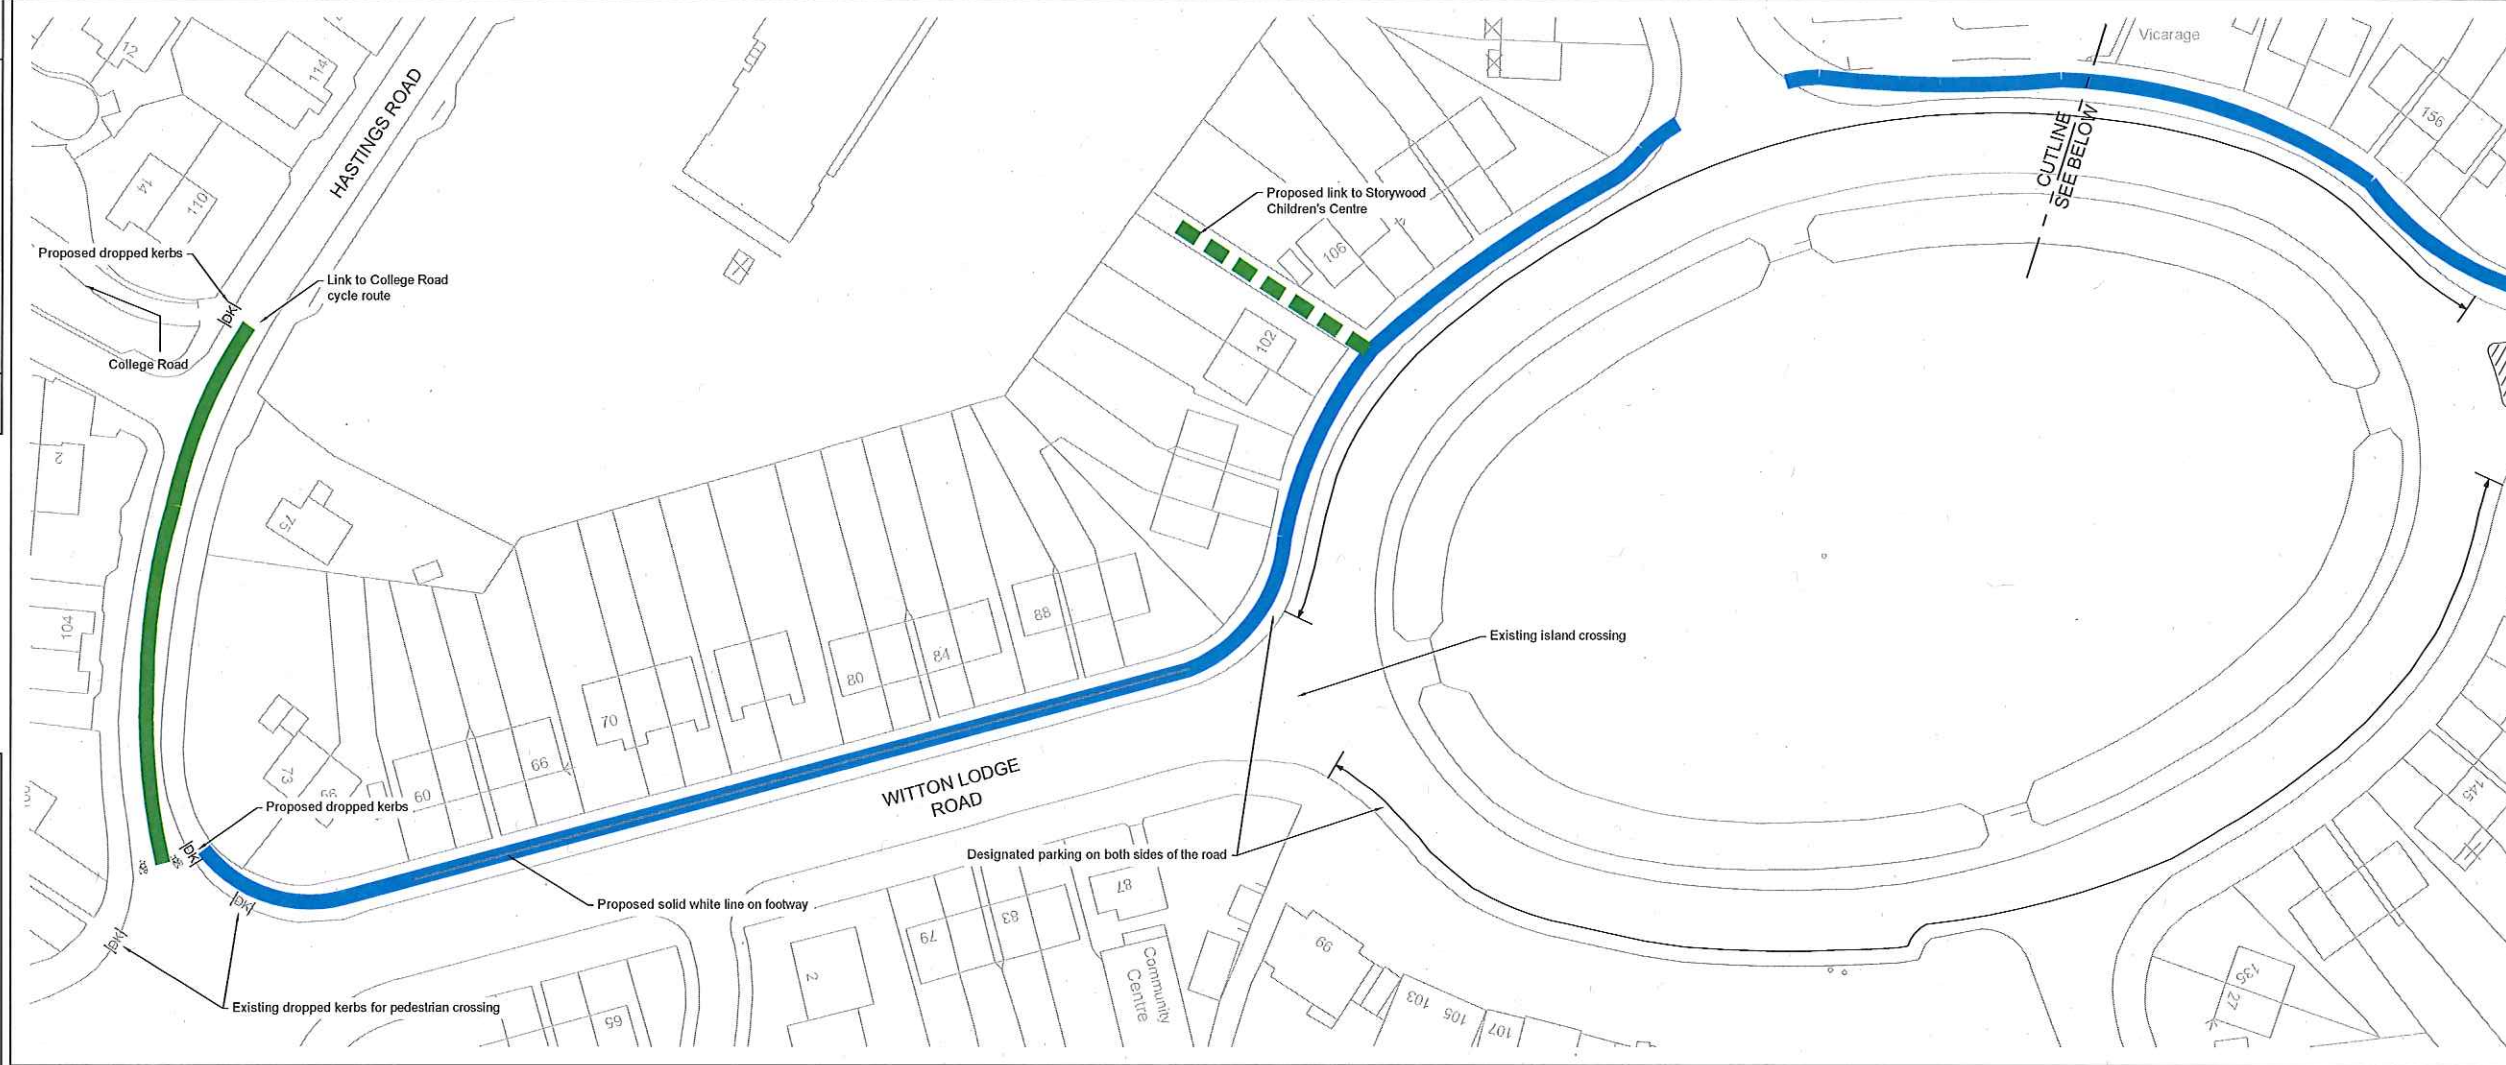 Vicarage
12
114
HASTINGS ROAD
156
CUTLINE
SEE BELOW
14
110
Proposed link to Storywood
Children's Centre
106
Proposed dropped kerbs
Link to College Road
cycle route
DK
College Road
102
2
75
104
88
84
80
70
66
60
73
Existing island crossing
WITTON LODGE
ROAD
Proposed dropped kerbs
DK
145
Designated parking on both sides of the road
87
Proposed solid white line on footway
DK
83
79
99
DK
2
Community
Centre
135
27
103
105
107
Existing dropped kerbs for pedestrian crossing
65